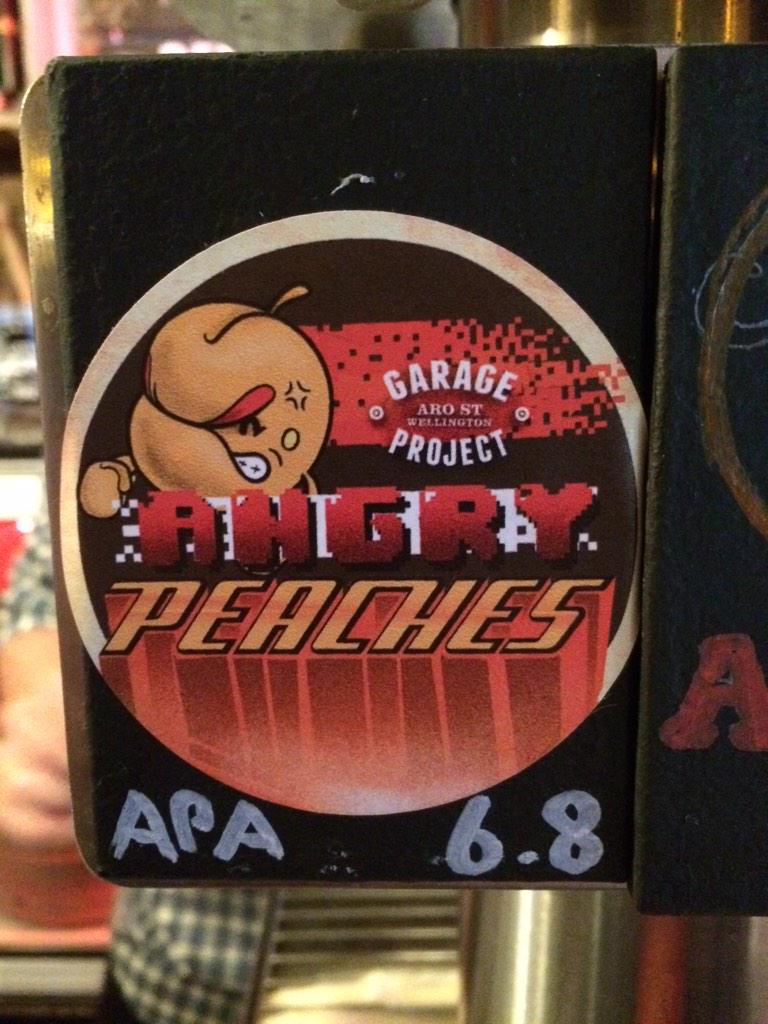 GARAGE
ARO ST
WELLINGTON
PROJECT
ANGRY
PEACHES
APA 6.8
A